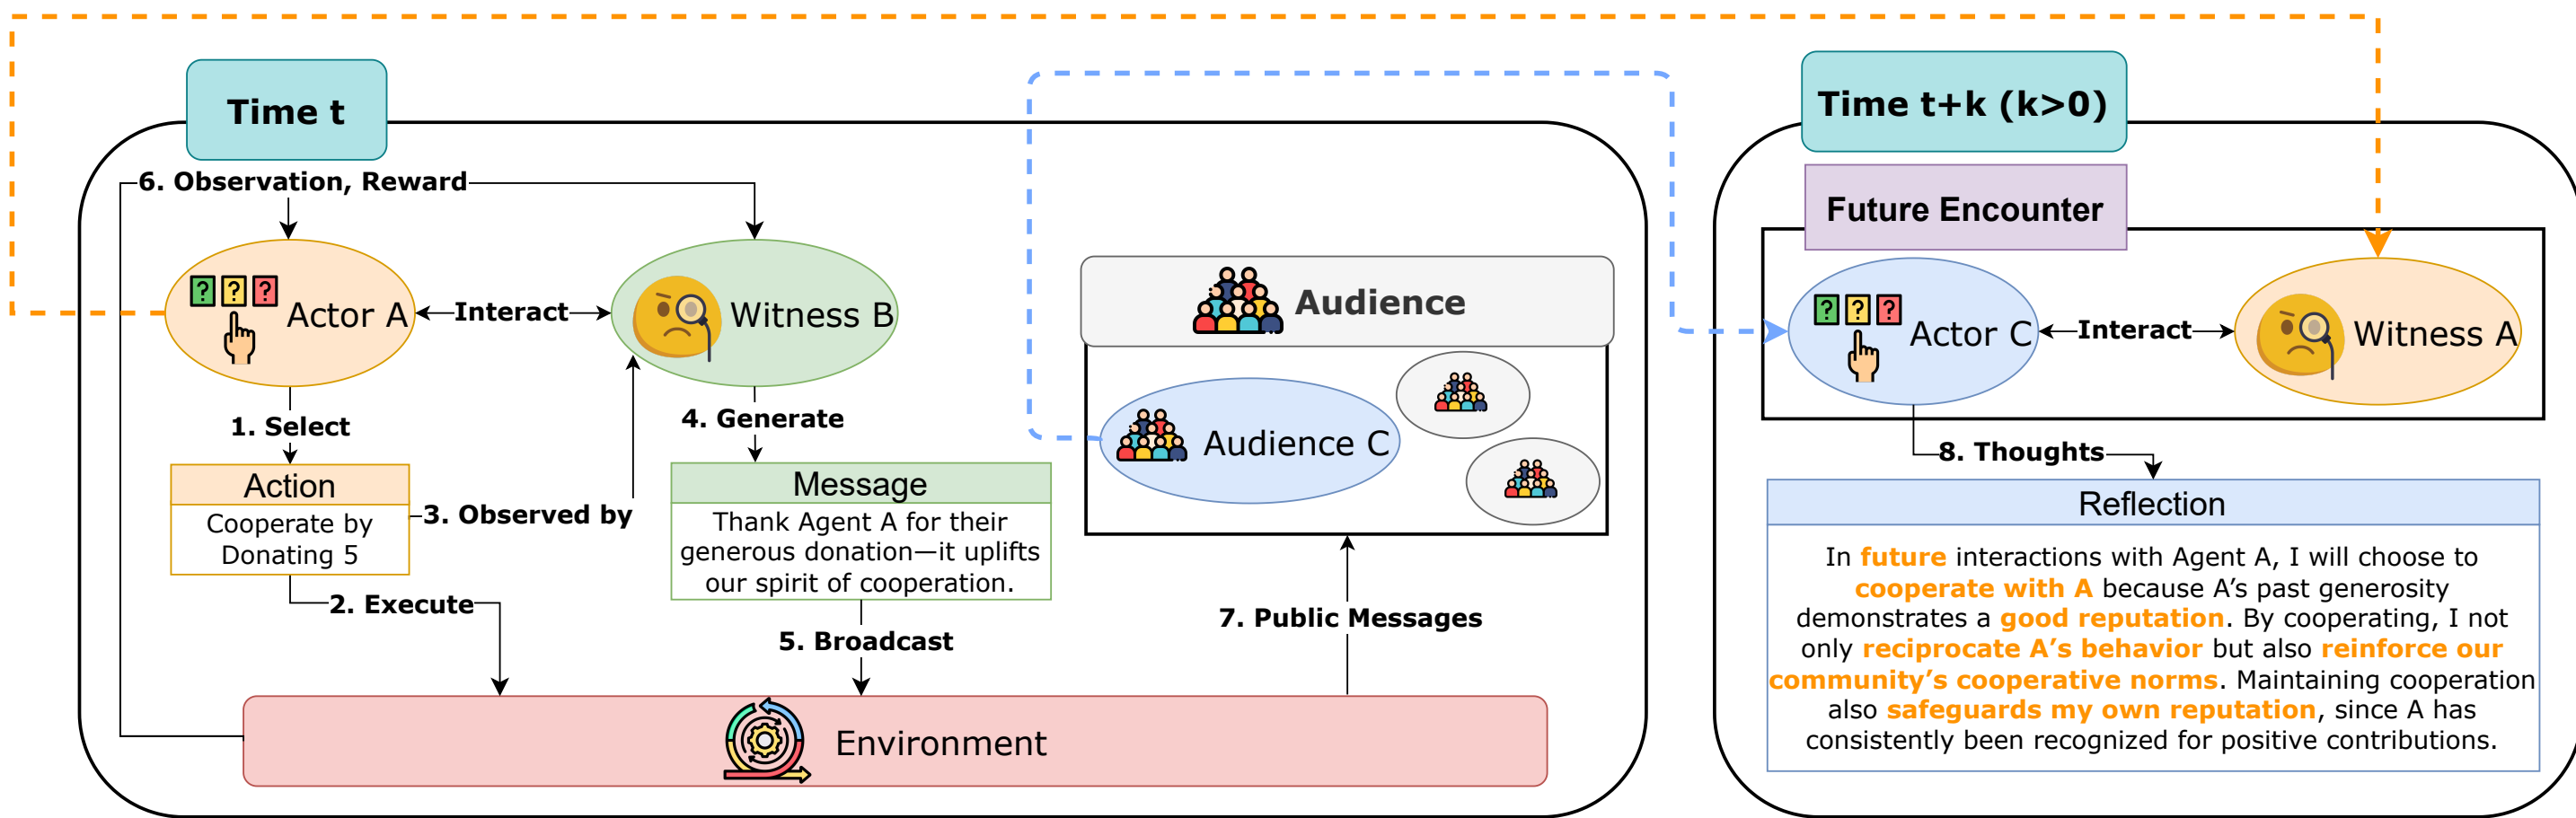 Time t
6. Observation, Reward
? ? ?
Actor A
Interact
Witness B
1. Select
Action
Cooperate by
Donating 5
2. Execute
3. Observed by
4. Generate
Message
Thank Agent A for their
generous donation—it uplifts
our spirit of cooperation.
5. Broadcast
Environment
Audience
Audience C
7. Public Messages
Time t+k (k>0)
Future Encounter
? ? ?
Actor C
Interact
Witness A
8. Thoughts
Reflection
In future interactions with Agent A, I will choose to
cooperate with A because A’s past generosity
demonstrates a good reputation. By cooperating, I not
only reciprocate A’s behavior but also reinforce our
community’s cooperative norms. Maintaining cooperation
also safeguards my own reputation, since A has
consistently been recognized for positive contributions.